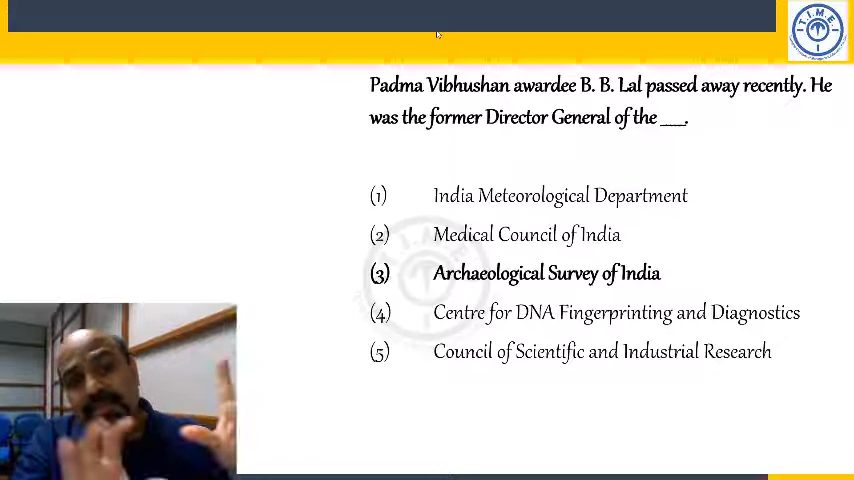 T.I.M.E.
Padma Vibhushan awardee B. B. Lal passed away recently. He
was the former Director General of the ___.
(1) India Meteorological Department
(2) Medical Council of India
(3) Archaeological Survey of India
(4) Centre for DNA Fingerprinting and Diagnostics
(5) Council of Scientific and Industrial Research